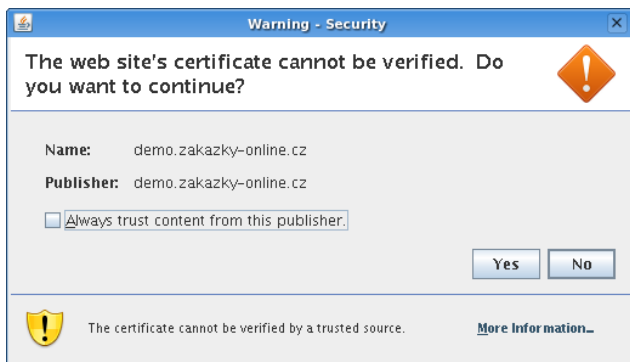 Warning - Security
The web site's certificate cannot be verified. Do
you want to continue?
Name: demo.zakazky-online.cz
Publisher: demo.zakazky-online.cz
Always trust content from this publisher.
Yes No
The certificate cannot be verified by a trusted source. More Information...